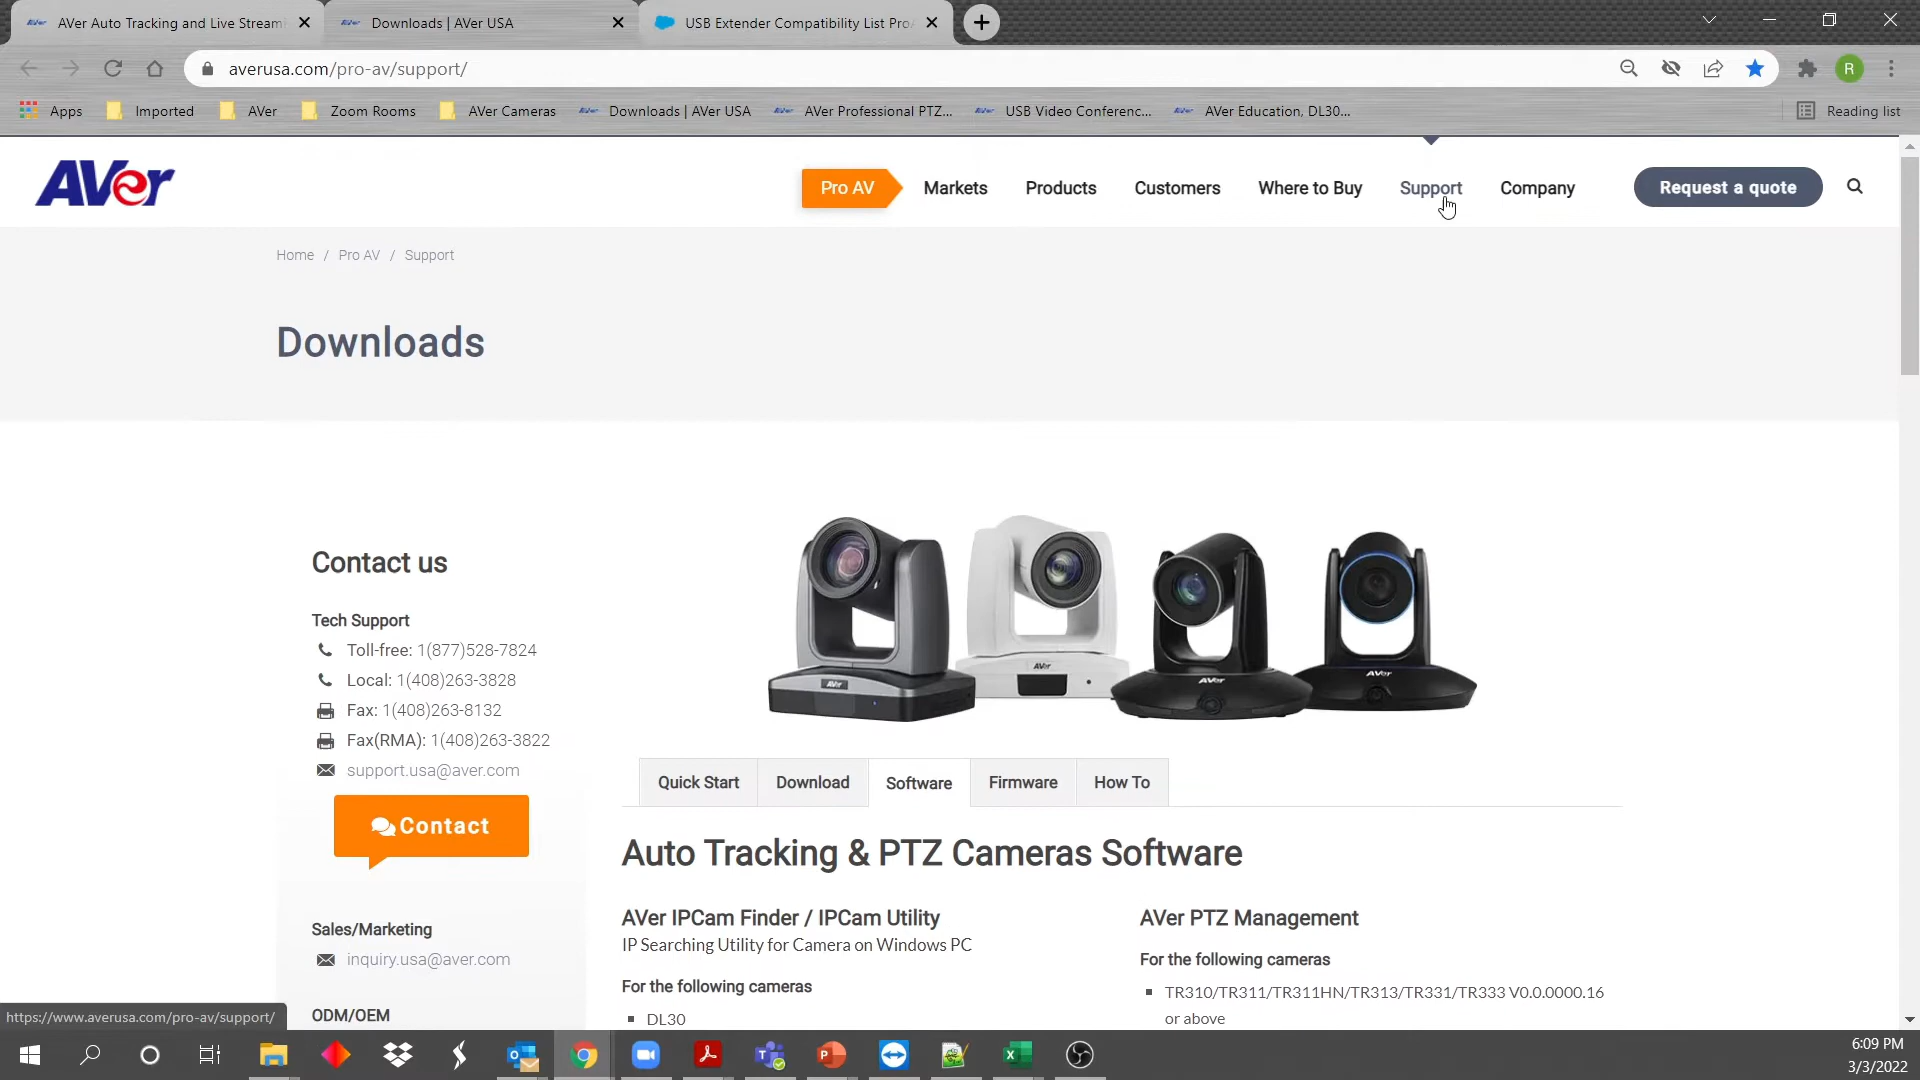 AVer Auto Tracking and Live Stream
Downloads | AVer USA
USB Extender Compatibility List Pro
averusa.com/pro-av/support/
R
Apps
Imported
AVer
Zoom Rooms
AVer Cameras
Downloads | AVer USA
AVer Professional PTZ...
USB Video Conferenc...
AVer Education, DL30...
Reading list
AVer
Pro AV
Markets
Products
Customers
Where to Buy
Support
Company
Request a quote
Home / Pro AV / Support
Downloads
Contact us
Tech Support
Toll-free: 1(877)528-7824
Local: 1(408)263-3828
Fax: 1(408)263-8132
Fax(RMA): 1(408)263-3822
support.usa@aver.com
Contact
Sales/Marketing
inquiry.usa@aver.com
ODM/OEM
AVer
AVer
AVer
AVer
Quick Start
Download
Software
Firmware
How To
Auto Tracking & PTZ Cameras Software
AVer IPCam Finder / IPCam Utility
IP Searching Utility for Camera on Windows PC
For the following cameras
DL30
AVer PTZ Management
For the following cameras
TR310/TR311/TR311HN/TR313/TR331/TR333 V0.0.0000.16
or above
https://www.averusa.com/pro-av/support/
6:09 PM
3/3/2022